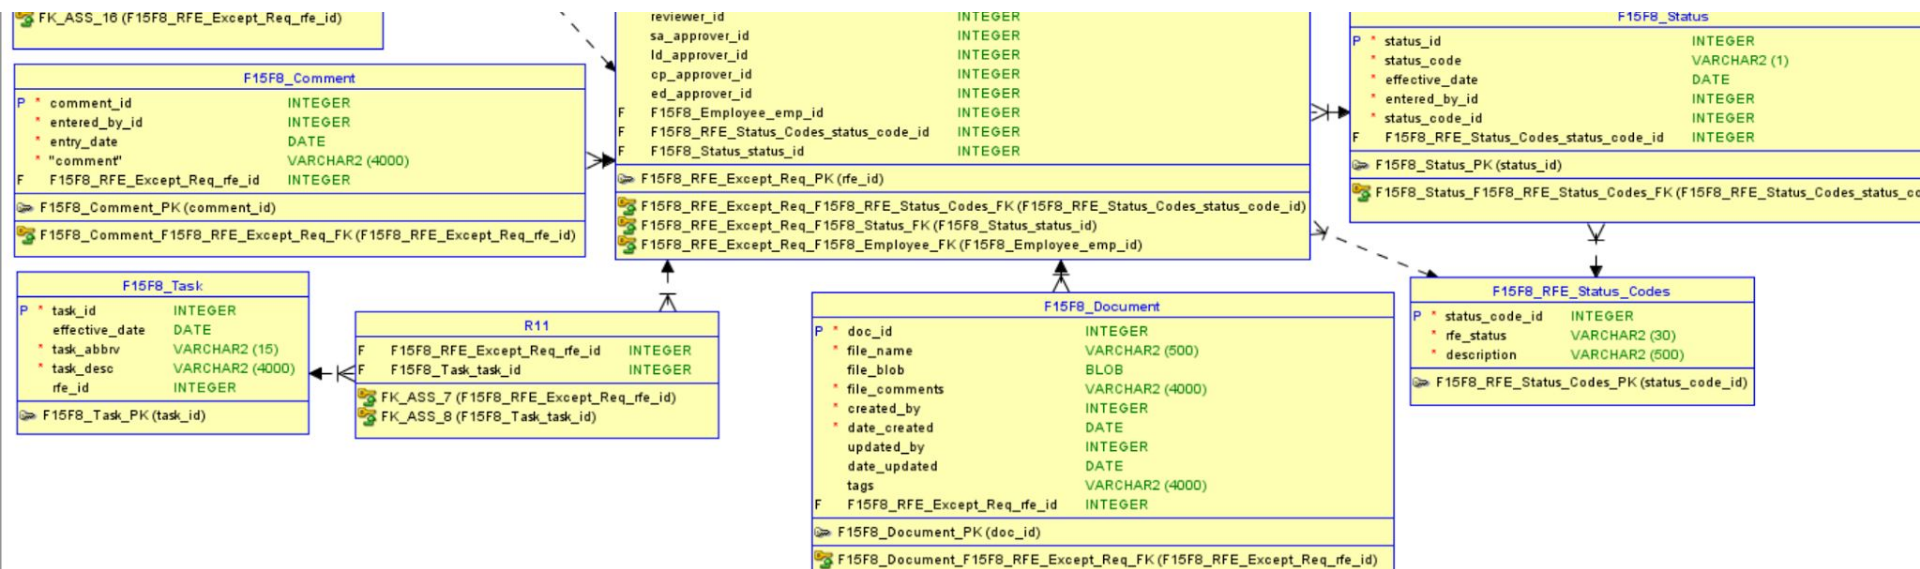 FK_ASS_16 (F15F8_RFE_Except_Req_rfe_id)
F15F8_Comment
P * comment_id INTEGER
* entered_by_id INTEGER
* entry_date DATE
* "comment" VARCHAR2 (4000)
F F15F8_RFE_Except_Req_rfe_id INTEGER
F15F8_Comment_PK (comment_id)
F15F8_Comment_F15F8_RFE_Except_Req_FK (F15F8_RFE_Except_Req_rfe_id)
reviewer_id INTEGER
sa_approver_id INTEGER
ld_approver_id INTEGER
cp_approver_id INTEGER
ed_approver_id INTEGER
F F15F8_Employee_emp_id INTEGER
F F15F8_RFE_Status_Codes_status_code_id INTEGER
F F15F8_Status_status_id INTEGER
F15F8_RFE_Except_Req_PK (rfe_id)
F15F8_RFE_Except_Req_F15F8_RFE_Status_Codes_FK (F15F8_RFE_Status_Codes_status_code_id)
F15F8_RFE_Except_Req_F15F8_Status_FK (F15F8_Status_status_id)
F15F8_RFE_Except_Req_F15F8_Employee_FK (F15F8_Employee_emp_id)
F15F8_Status
P * status_id INTEGER
* status_code VARCHAR2 (1)
* effective_date DATE
* entered_by_id INTEGER
* status_code_id INTEGER
F F15F8_RFE_Status_Codes_status_code_id INTEGER
F15F8_Status_PK (status_id)
F15F8_Status_F15F8_RFE_Status_Codes_FK (F15F8_RFE_Status_Codes_status_co
F15F8_Task
P * task_id INTEGER
effective_date DATE
* task_abbrv VARCHAR2 (15)
* task_desc VARCHAR2 (4000)
rfe_id INTEGER
F15F8_Task_PK (task_id)
R11
F F15F8_RFE_Except_Req_rfe_id INTEGER
F F15F8_Task_task_id INTEGER
FK_ASS_7 (F15F8_RFE_Except_Req_rfe_id)
FK_ASS_8 (F15F8_Task_task_id)
F15F8_Document
P * doc_id INTEGER
* file_name VARCHAR2 (500)
file_blob BLOB
* file_comments VARCHAR2 (4000)
* created_by INTEGER
* date_created DATE
updated_by INTEGER
date_updated DATE
tags VARCHAR2 (4000)
F F15F8_RFE_Except_Req_rfe_id INTEGER
F15F8_Document_PK (doc_id)
F15F8_Document_F15F8_RFE_Except_Req_FK (F15F8_RFE_Except_Req_rfe_id)
F15F8_RFE_Status_Codes
P * status_code_id INTEGER
* rfe_status VARCHAR2 (30)
* description VARCHAR2 (500)
F15F8_RFE_Status_Codes_PK (status_code_id)